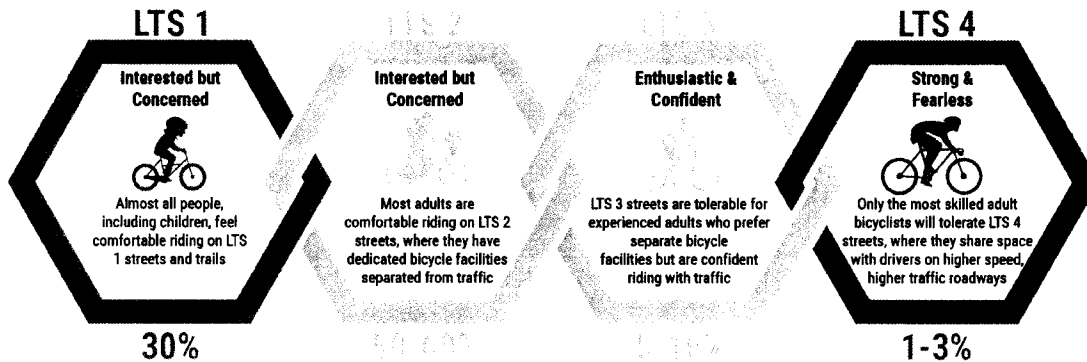 LTS 1
Interested but
Concerned
Almost all people,
including children, feel
comfortable riding on LTS
1 streets and trails
30%
LTS 2
Interested but
Concerned
Most adults are
comfortable riding on LTS 2
streets, where they have
dedicated bicycle facilities
separated from traffic
LTS 3
Enthusiastic &
Confident
LTS 3 streets are tolerable for
experienced adults who prefer
separate bicycle
facilities but are confident
riding with traffic
LTS 4
Strong &
Fearless
Only the most skilled adult
bicyclists will tolerate LTS 4
streets, where they share space
with drivers on higher speed,
higher traffic roadways
1-3%